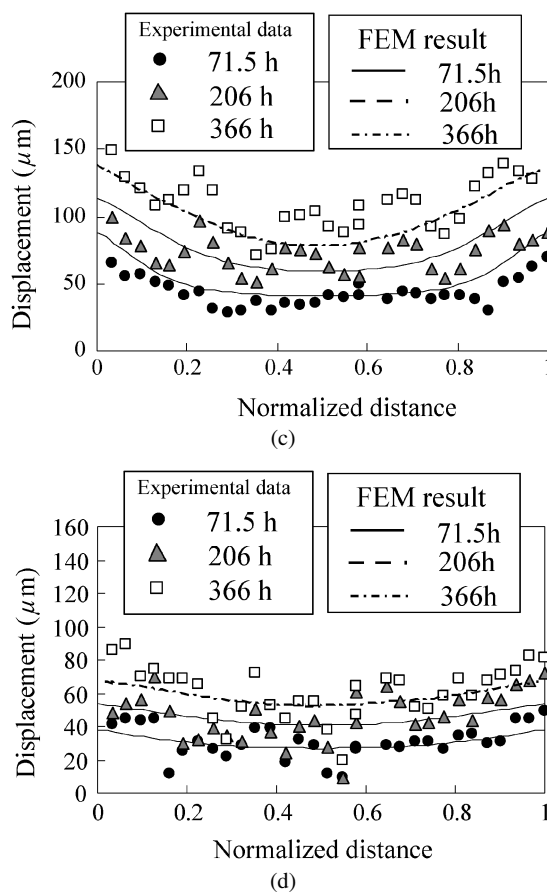 Experimental data
71.5 h
206 h
366 h
FEM result
71.5h
206h
366h
200
150
100
50
0
Displacement (μm)
0 0.2 0.4 0.6 0.8 1
Normalized distance
(c)
Experimental data
71.5 h
206 h
366 h
FEM result
71.5h
206h
366h
160
140
120
100
80
60
40
20
0
Displacement (μm)
0 0.2 0.4 0.6 0.8 1
Normalized distance
(d)